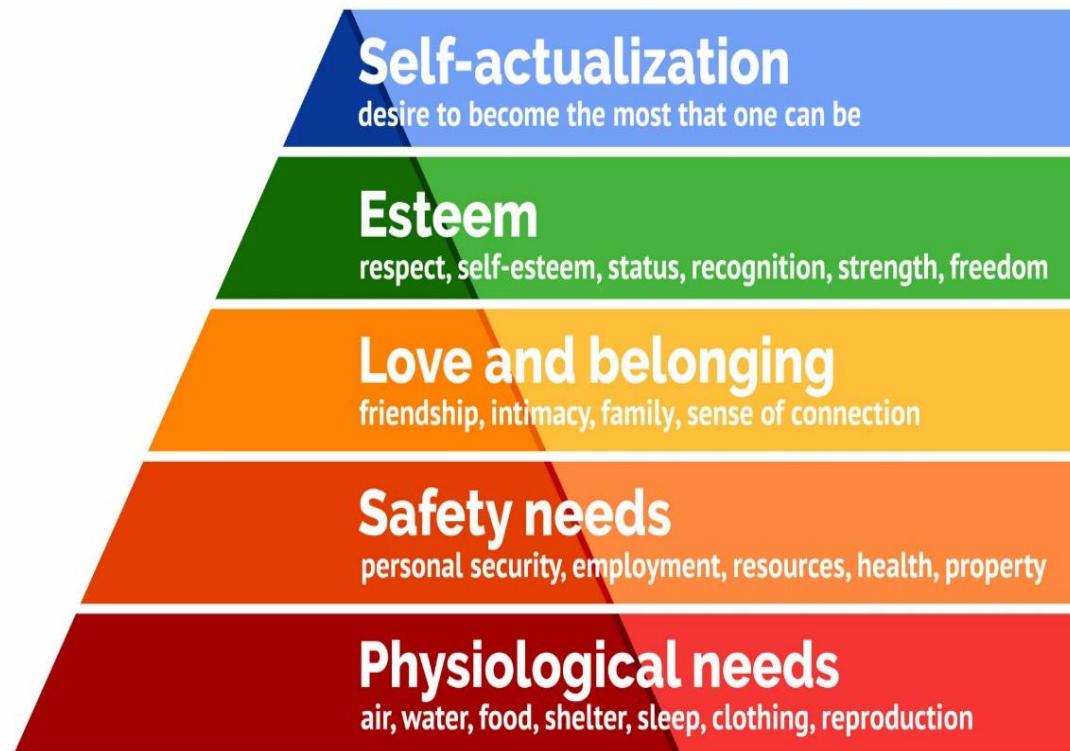 Self-actualization
desire to become the most that one can be
Esteem
respect, self-esteem, status, recognition, strength, freedom
Love and belonging
friendship, intimacy, family, sense of connection
Safety needs
personal security, employment, resources, health, property
Physiological needs
air, water, food, shelter, sleep, clothing, reproduction